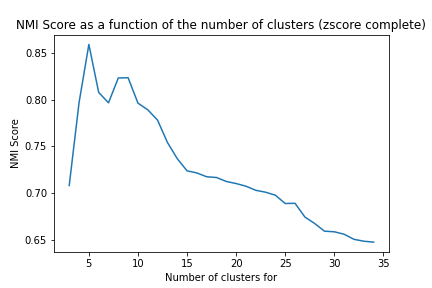 NMI Score as a function of the number of clusters (zscore complete)
0.85
0.80
0.75
0.70
0.65
NMI Score
5 10 15 20 25 30 35
Number of clusters for